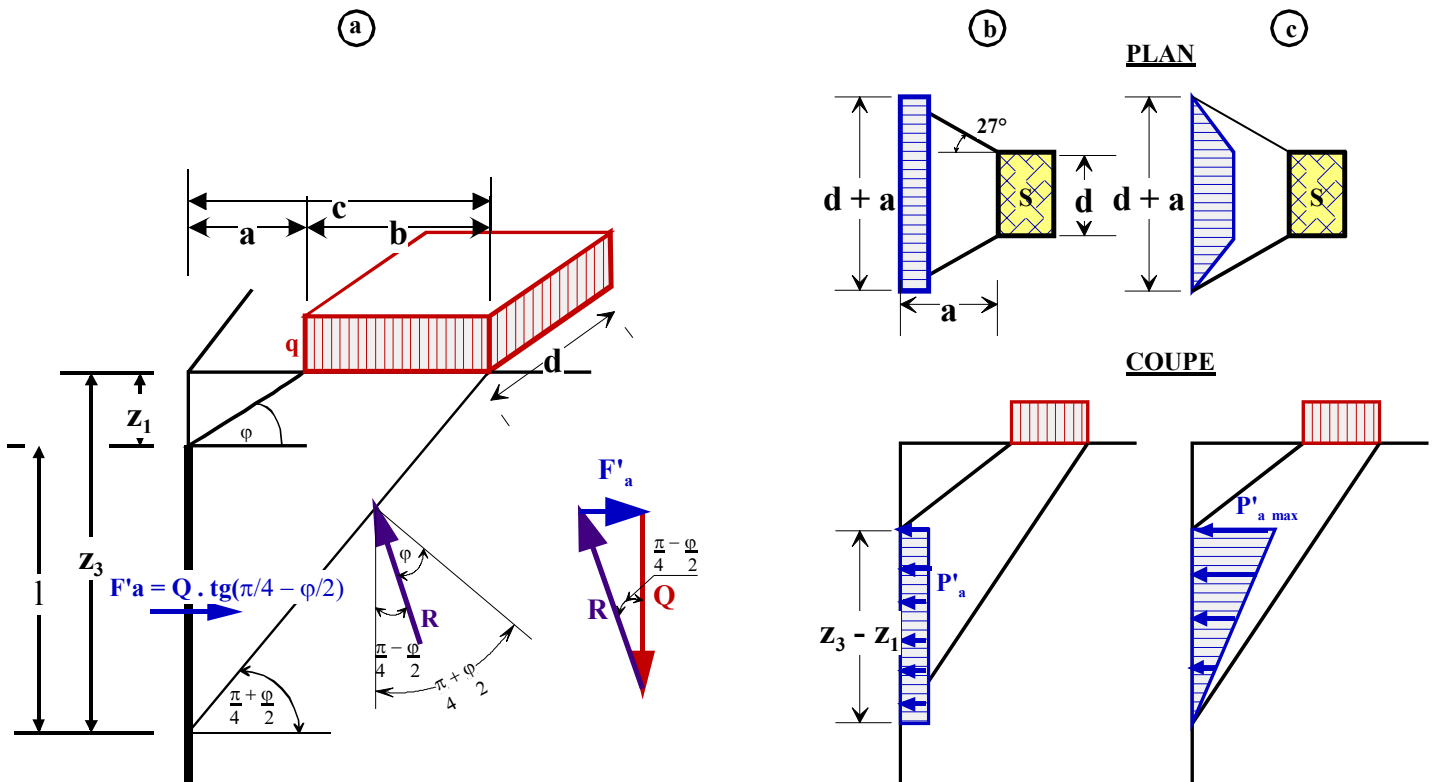 a
c
a
b
q
d
z₁
φ
z₃
l
F'a = Q . tg(π/4 − φ/2)
φ
R
π/4 − φ/2
π/4 + φ/2
π/4 + φ/2
F'ₐ
π/4 − φ/2
R
Q
b
c
PLAN
27°
d + a
S
d
a
d + a
S
COUPE
P'ₐ
z₃ - z₁
P'ₐ ₘₐₓ